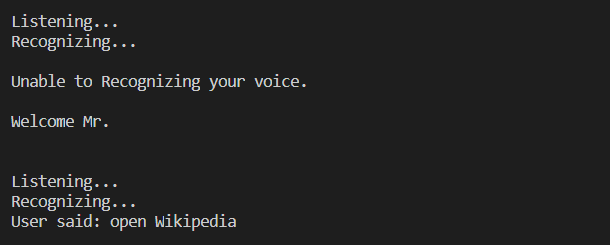 Listening...
Recognizing...
Unable to Recognizing your voice.
Welcome Mr.
Listening...
Recognizing...
User said: open Wikipedia